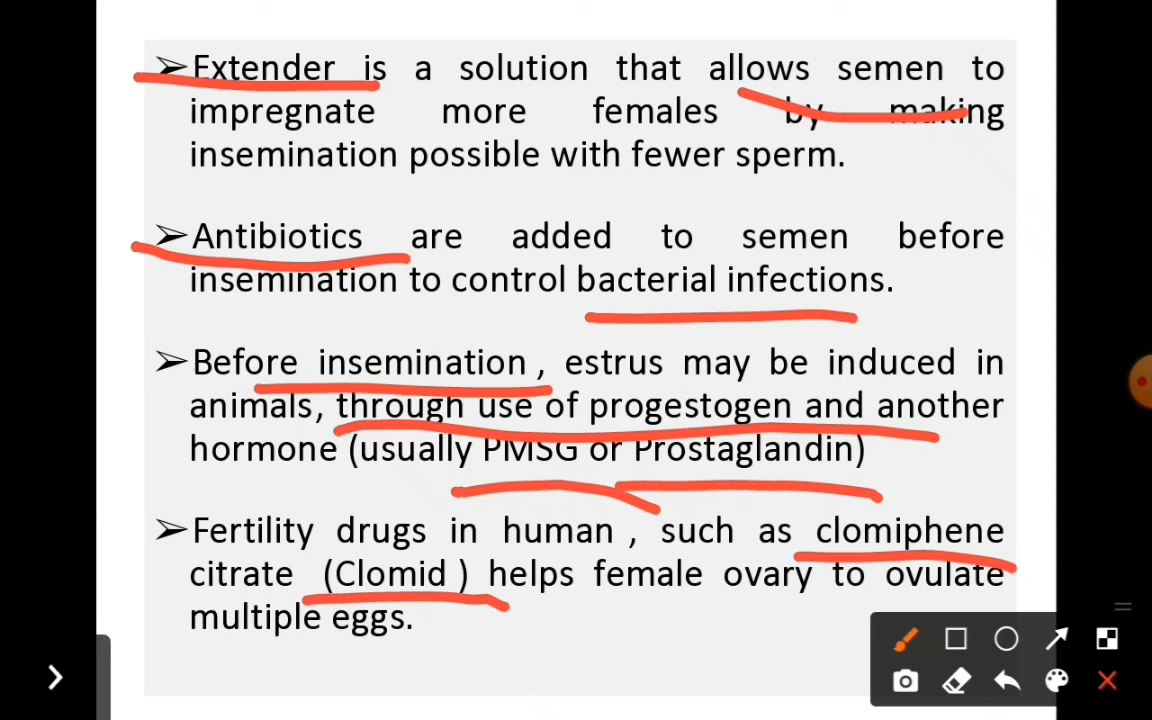 ➢Extender is a solution that allows semen to
impregnate more females by making
insemination possible with fewer sperm.
➢Antibiotics are added to semen before
insemination to control bacterial infections.
➢Before insemination , estrus may be induced in
animals, through use of progestogen and another
hormone (usually PMSG or Prostaglandin)
➢Fertility drugs in human , such as clomiphene
citrate (Clomid ) helps female ovary to ovulate
multiple eggs.